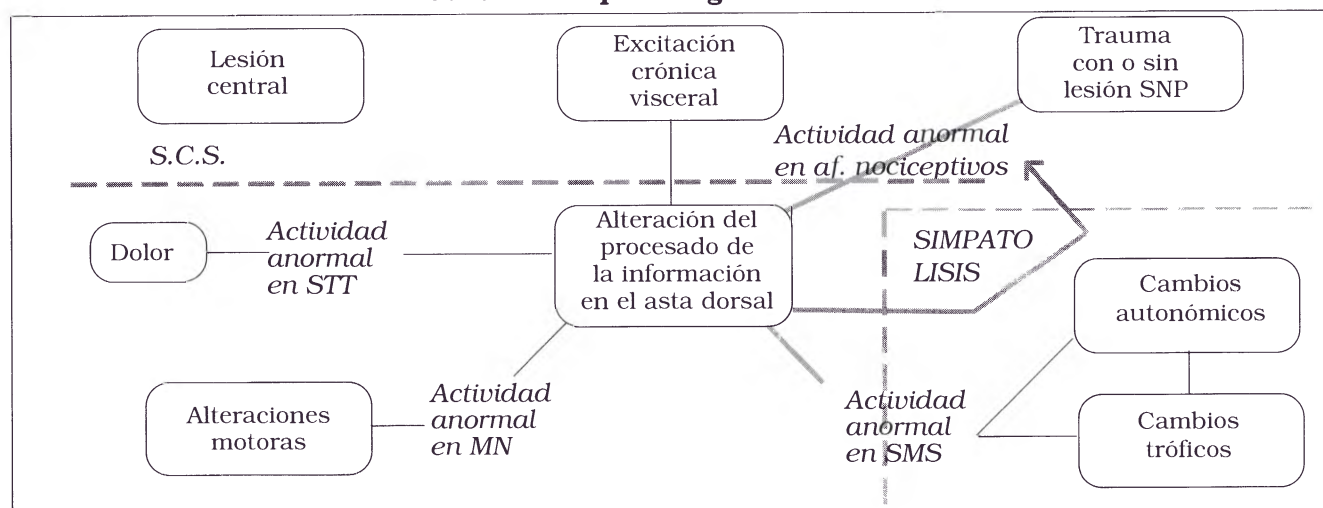 Lesión
central
Excitación
crónica
visceral
Trauma
con o sin
lesión SNP
S.C.S.
Actividad anormal
en af. nociceptivos
Dolor
Actividad
anormal
en STT
Alteración del
procesado de
la información
en el asta dorsal
SIMPATO
LISIS
Cambios
autonómicos
Alteraciones
motoras
Actividad
anormal
en MN
Actividad
anormal
en SMS
Cambios
tróficos